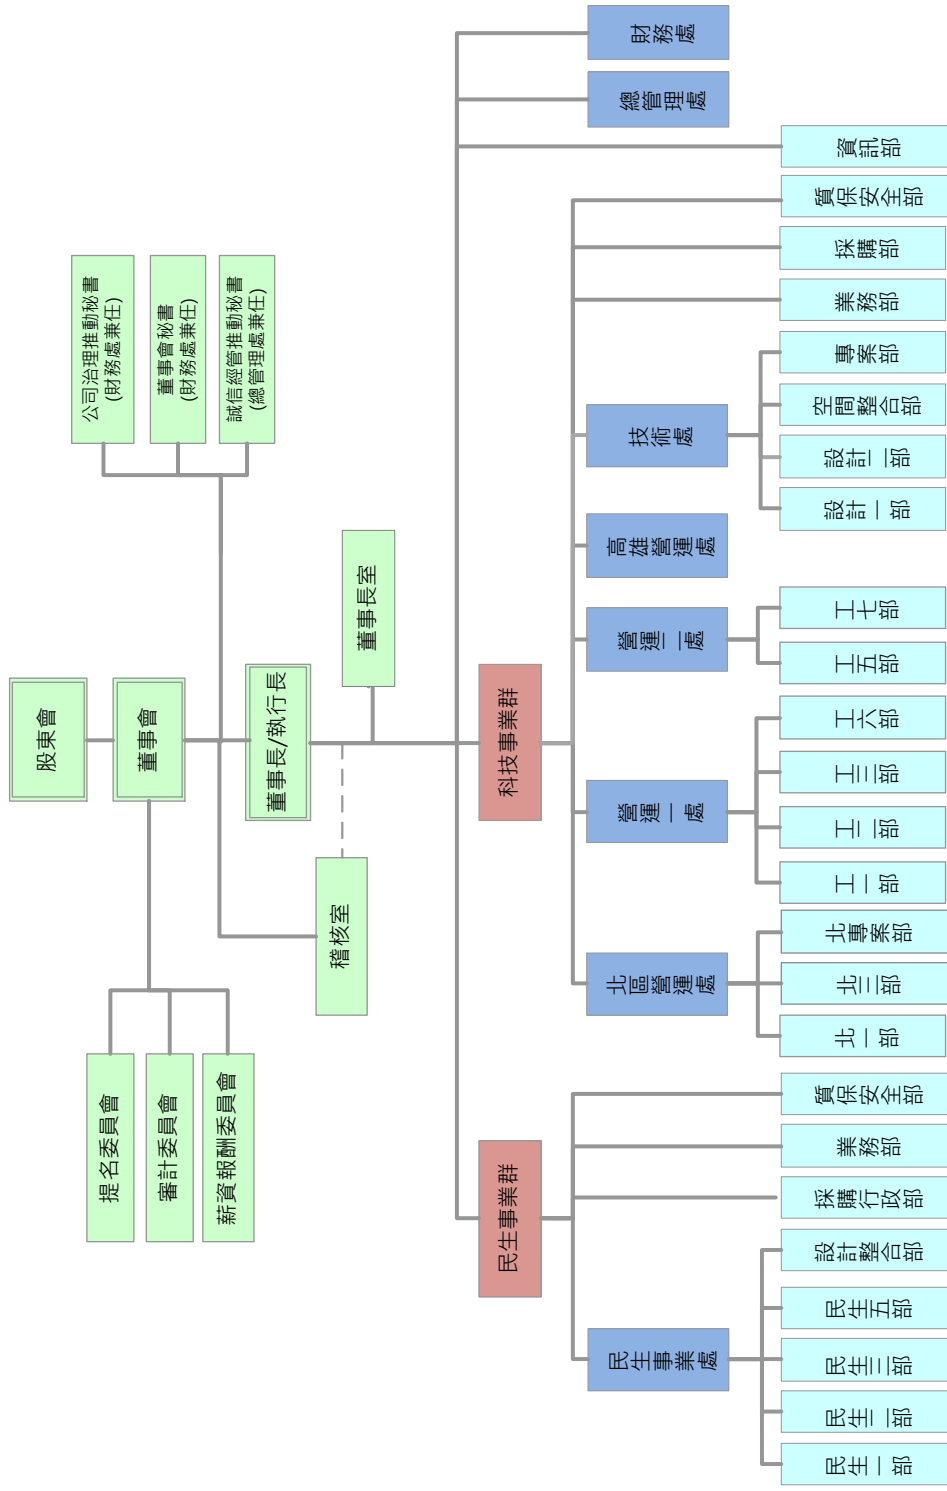 股東會
董事會
提名委員會
審計委員會
薪資報酬委員會
公司治理推動秘書
(財務處兼任)
董事會秘書
(財務處兼任)
誠信經管推動秘書
(總管理處兼任)
董事長/執行長
稽核室
董事長室
民生事業群
科技事業群
民生事業處
北區營運處
營運一處
營運二處
高雄營運處
技術處
總管理處
財務處
民生一部
民生二部
民生三部
民生五部
設計整合部
採購行政部
業務部
質保安全部
北一部
北三部
北專案部
工一部
工二部
工三部
工六部
工五部
工七部
設計一部
設計二部
空間整合部
專案部
業務部
採購部
質保安全部
資訊部